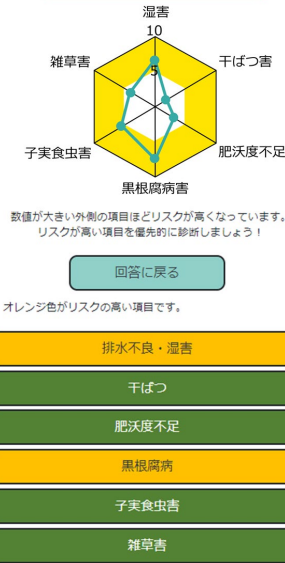 湿害
10
雑草害
干ばつ害
5
子実食虫害
肥沃度不足
黒根腐病害
数値が大きい外側の項目ほどリスクが高くなっています。
リスクが高い項目を優先的に診断しましょう！
回答に戻る
オレンジ色がリスクの高い項目です。
排水不良・湿害
干ばつ
肥沃度不足
黒根腐病
子実食虫害
雑草害